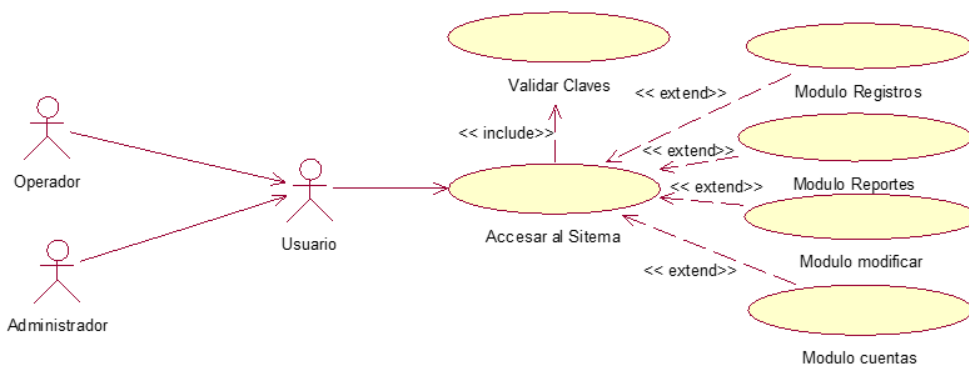 Validar Claves
<< extend>>
Modulo Registros
<< include>>
<< extend>>
Operador
Modulo Reportes
<< extend>>
Usuario
Accesar al Sitema
Modulo modificar
<< extend>>
Administrador
Modulo cuentas